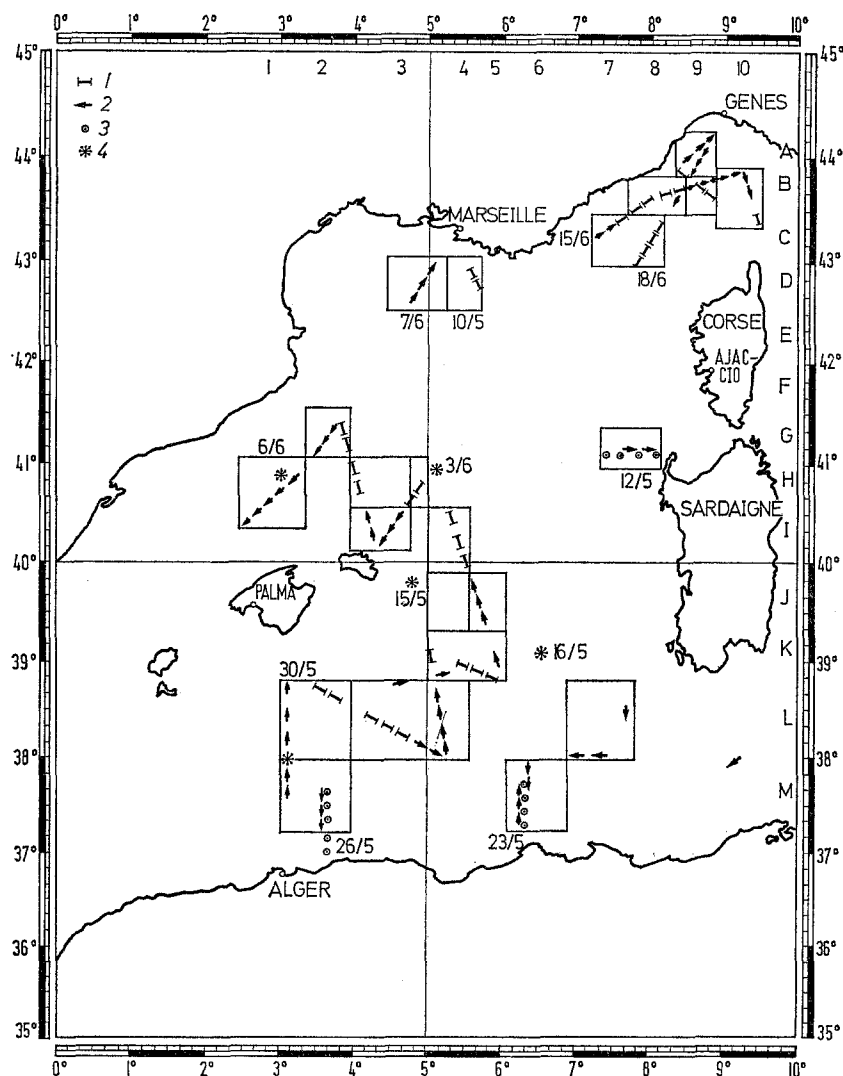 0° 1° 2° 3° 4° 5° 6° 7° 8° 9° 10°
45° 45°
1 2 3 4 5 6 7 8 9 10
1
2
3
4
GENES
A
44° 44°
B
MARSEILLE
15/6
C
43° 43°
18/6
D
7/6 10/5
CORSE
E
42° 42°
AJAC-
CIO
F
G
6/6
41° 41°
3/6
12/5
H
SARDAIGNE
I
40° 40°
15/5
PALMA
J
16/5
K
39° 39°
30/5
L
38° 38°
M
23/5
26/5
37° 37°
ALGER
36° 36°
35° 35°
0° 1° 2° 3° 4° 5° 6° 7° 8° 9° 10°